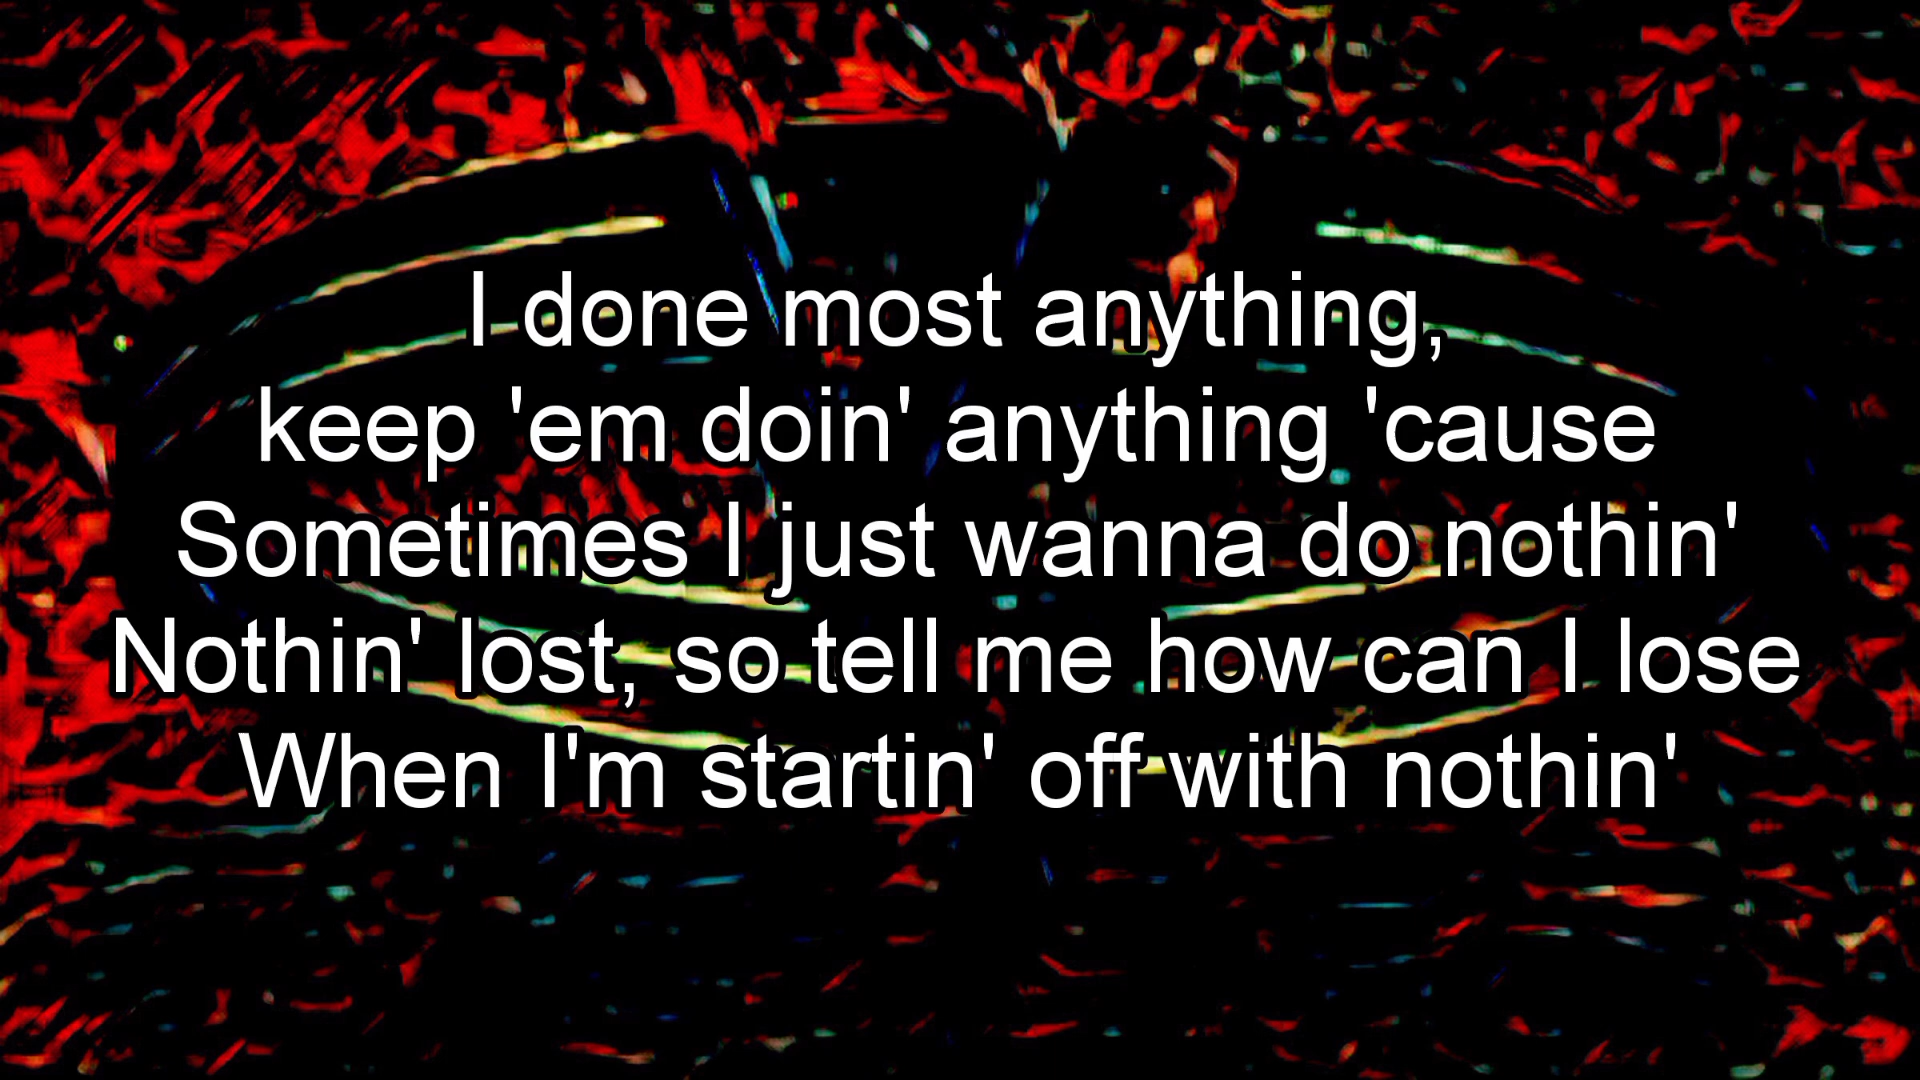 I done most anything,
keep 'em doin' anything 'cause
Sometimes I just wanna do nothin'
Nothin' lost, so tell me how can I lose
When I'm startin' off with nothin'